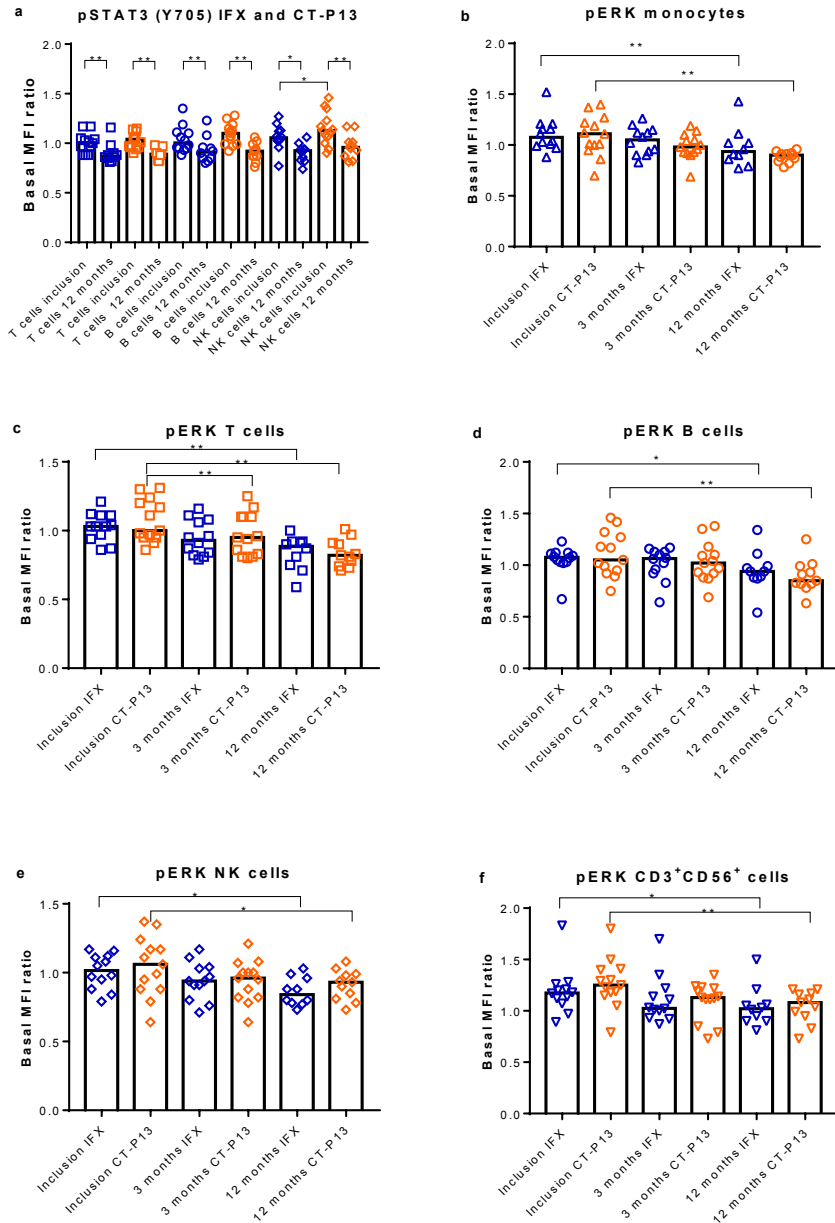 a
pSTAT3 (Y705) IFX and CT-P13
Basal MFI ratio
2.0
1.5
1.0
0.5
0.0
** ** ** ** * **
*
T cells inclusion
T cells 12 months
T cells inclusion
T cells 12 months
B cells inclusion
B cells 12 months
B cells inclusion
B cells 12 months
NK cells inclusion
NK cells 12 months
NK cells inclusion
NK cells 12 months
b
pERK monocytes
Basal MFI ratio
2.0
1.5
1.0
0.5
0.0
**
**
Inclusion IFX
Inclusion CT-P13
3 months IFX
3 months CT-P13
12 months IFX
12 months CT-P13
c
pERK T cells
Basal MFI ratio
1.5
1.0
0.5
0.0
**
**
**
Inclusion IFX
Inclusion CT-P13
3 months IFX
3 months CT-P13
12 months IFX
12 months CT-P13
d
pERK B cells
Basal MFI ratio
2.0
1.5
1.0
0.5
0.0
*
**
Inclusion IFX
Inclusion CT-P13
3 months IFX
3 months CT-P13
12 months IFX
12 months CT-P13
e
pERK NK cells
Basal MFI ratio
1.5
1.0
0.5
0.0
*
*
Inclusion IFX
Inclusion CT-P13
3 months IFX
3 months CT-P13
12 months IFX
12 months CT-P13
f
pERK CD3⁺CD56⁺ cells
Basal MFI ratio
2.0
1.5
1.0
0.5
0.0
*
**
Inclusion IFX
Inclusion CT-P13
3 months IFX
3 months CT-P13
12 months IFX
12 months CT-P13